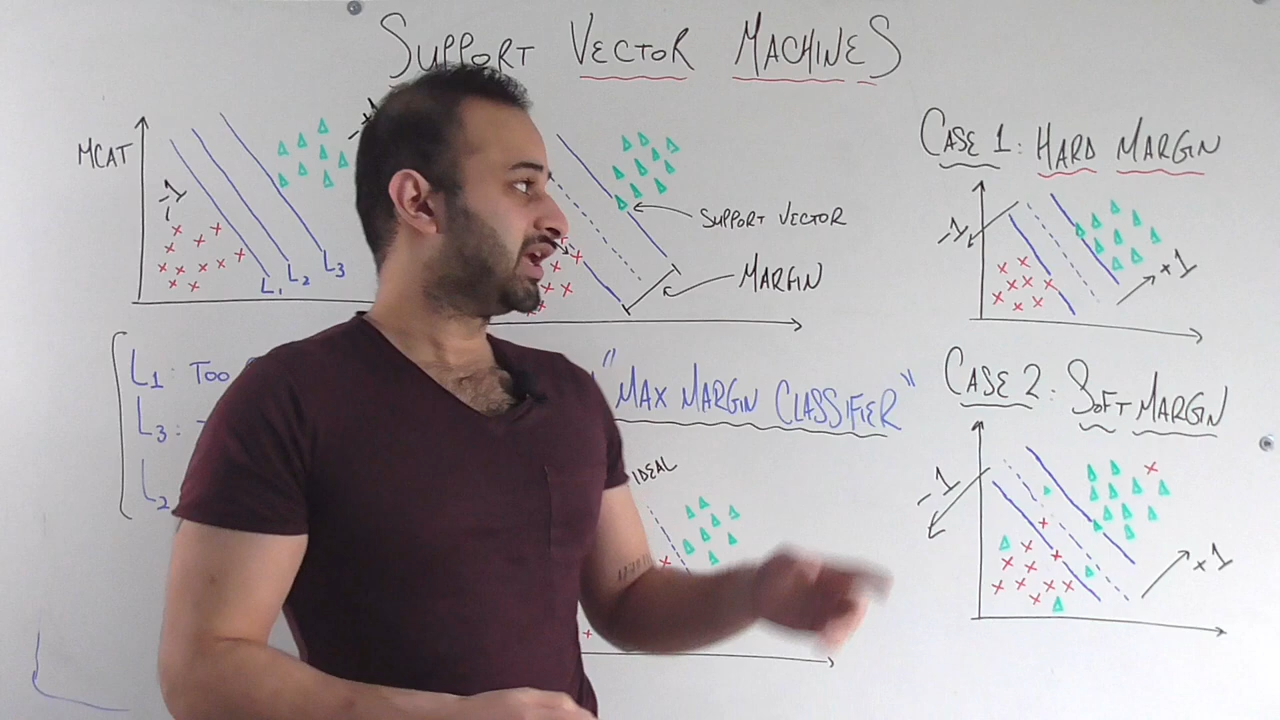 SUPPORT VECTOR MACHINES
MCAT
-1
L1
L2
L3
SUPPORT VECTOR
MARGIN
L1: TOO
L3:
L2
"MAX MARGIN CLASSIFIER"
IDEAL
CASE 1: HARD MARGIN
-1
+1
CASE 2: SOFT MARGIN
-1
+1